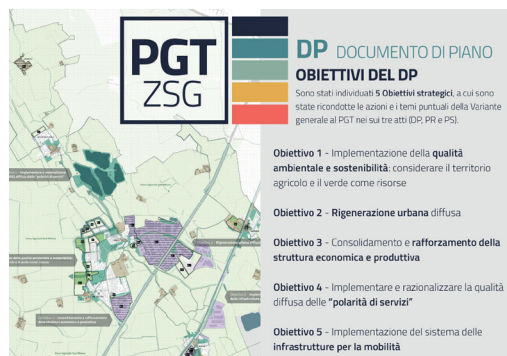 PGT
ZSG
DP DOCUMENTO DI PIANO
OBIETTIVI DEL DP
Sono stati individuati 5 Obiettivi strategici, a cui sono
state ricondotte le azioni e i temi puntuali della Variante
generale al PGT nei sui tre atti (DP, PR e PS).
Obiettivo 1 - Implementazione della qualità
ambientale e sostenibilità: considerare il territorio
agricolo e il verde come risorse
Obiettivo 2 - Rigenerazione urbana diffusa
Obiettivo 3 - Consolidamento e rafforzamento della
struttura economica e produttiva
Obiettivo 4 - Implementare e razionalizzare la qualità
diffusa delle "polarità di servizi"
Obiettivo 5 - Implementazione del sistema delle
infrastrutture per la mobilità